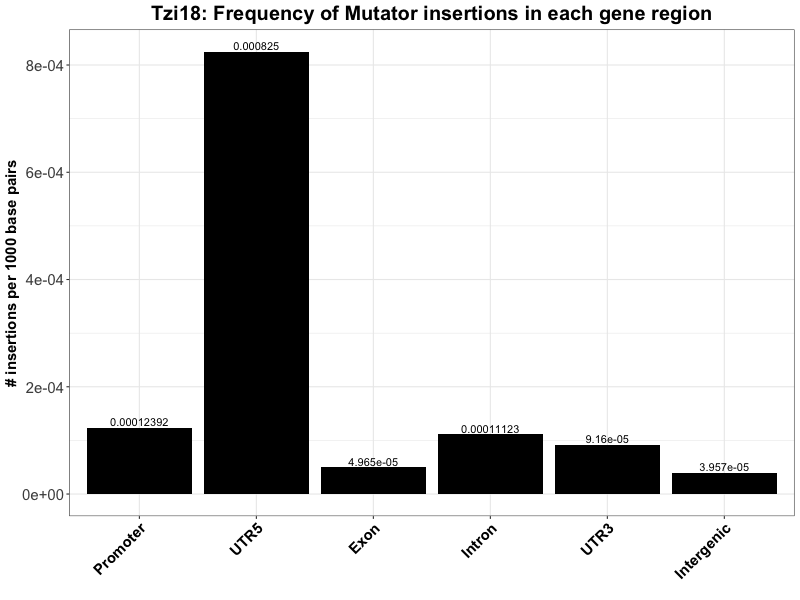 Tzi18: Frequency of Mutator insertions in each gene region
# insertions per 1000 base pairs
8e-04
6e-04
4e-04
2e-04
0e+00
0.00012392
0.000825
4.965e-05
0.00011123
9.16e-05
3.957e-05
Promoter
UTR5
Exon
Intron
UTR3
Intergenic